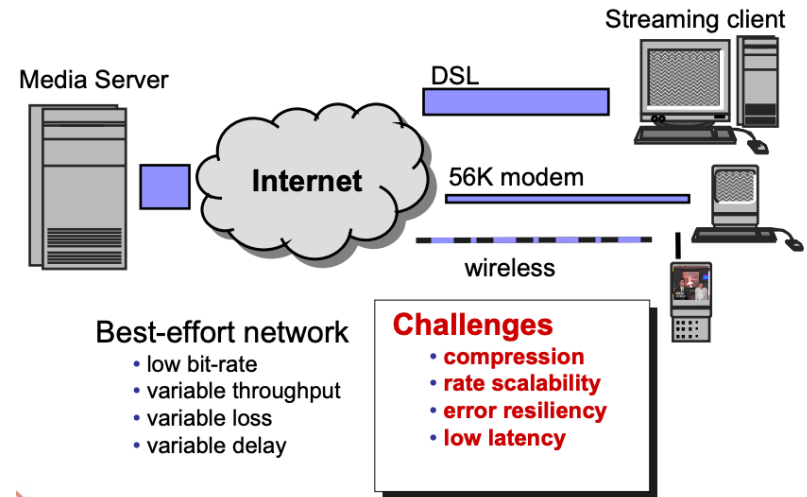 Streaming client
Media Server
DSL
Internet
56K modem
wireless
Best-effort network
• low bit-rate
• variable throughput
• variable loss
• variable delay
Challenges
• compression
• rate scalability
• error resiliency
• low latency